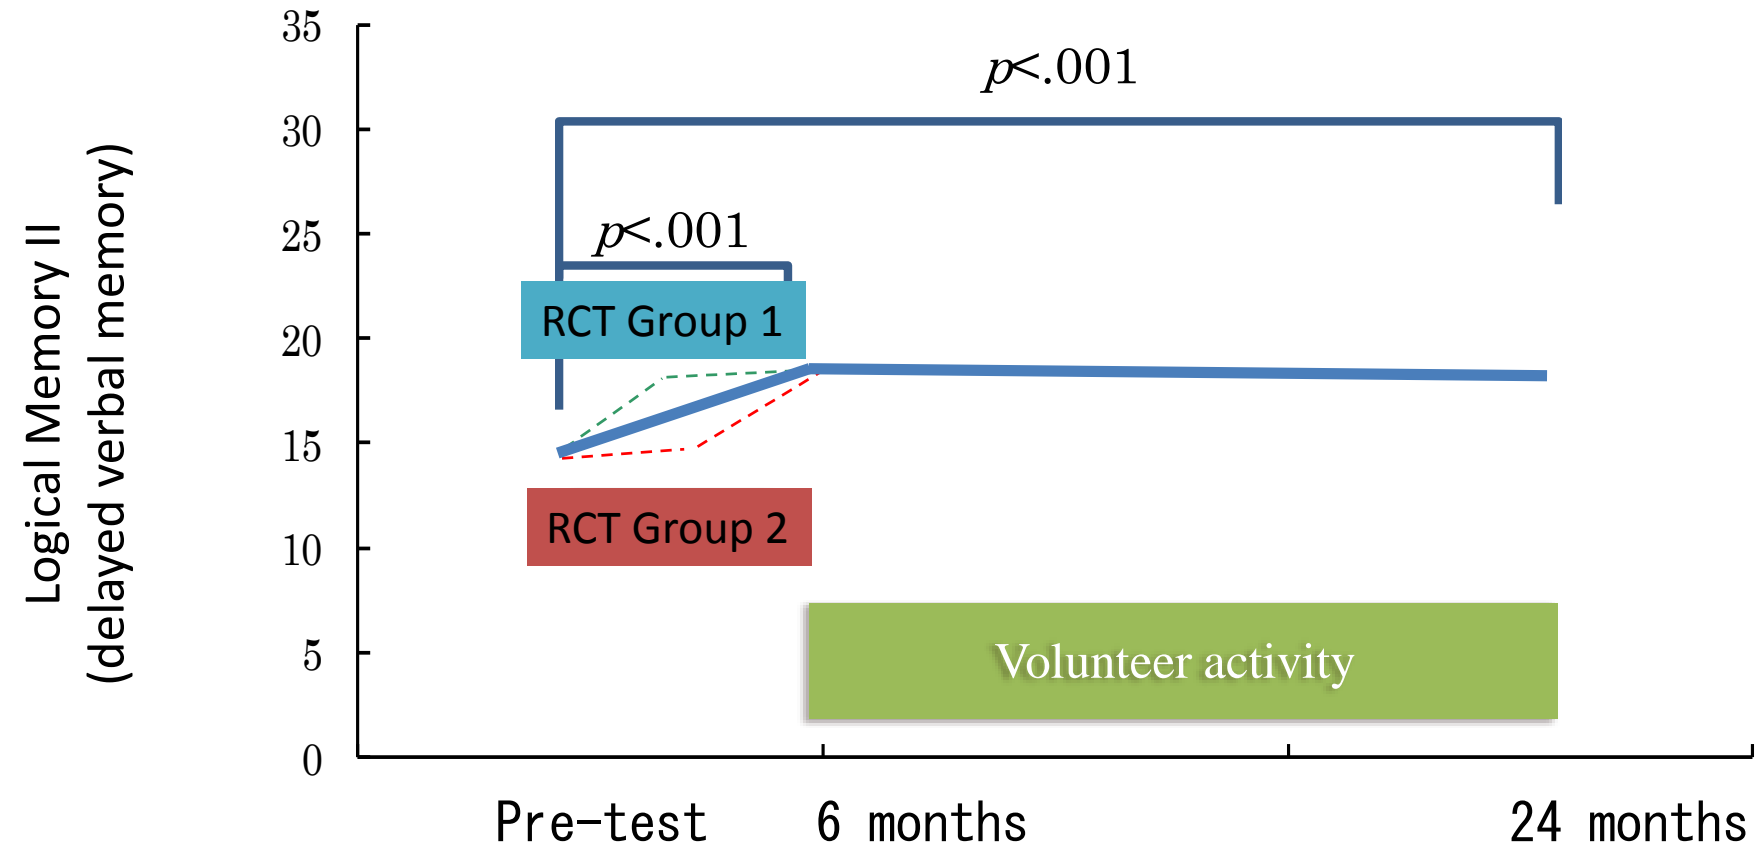 Logical Memory II
(delayed verbal memory)
35
30
25
20
15
10
5
0
p<.001
p<.001
RCT Group 1
RCT Group 2
Volunteer activity
Pre-test
6 months
24 months